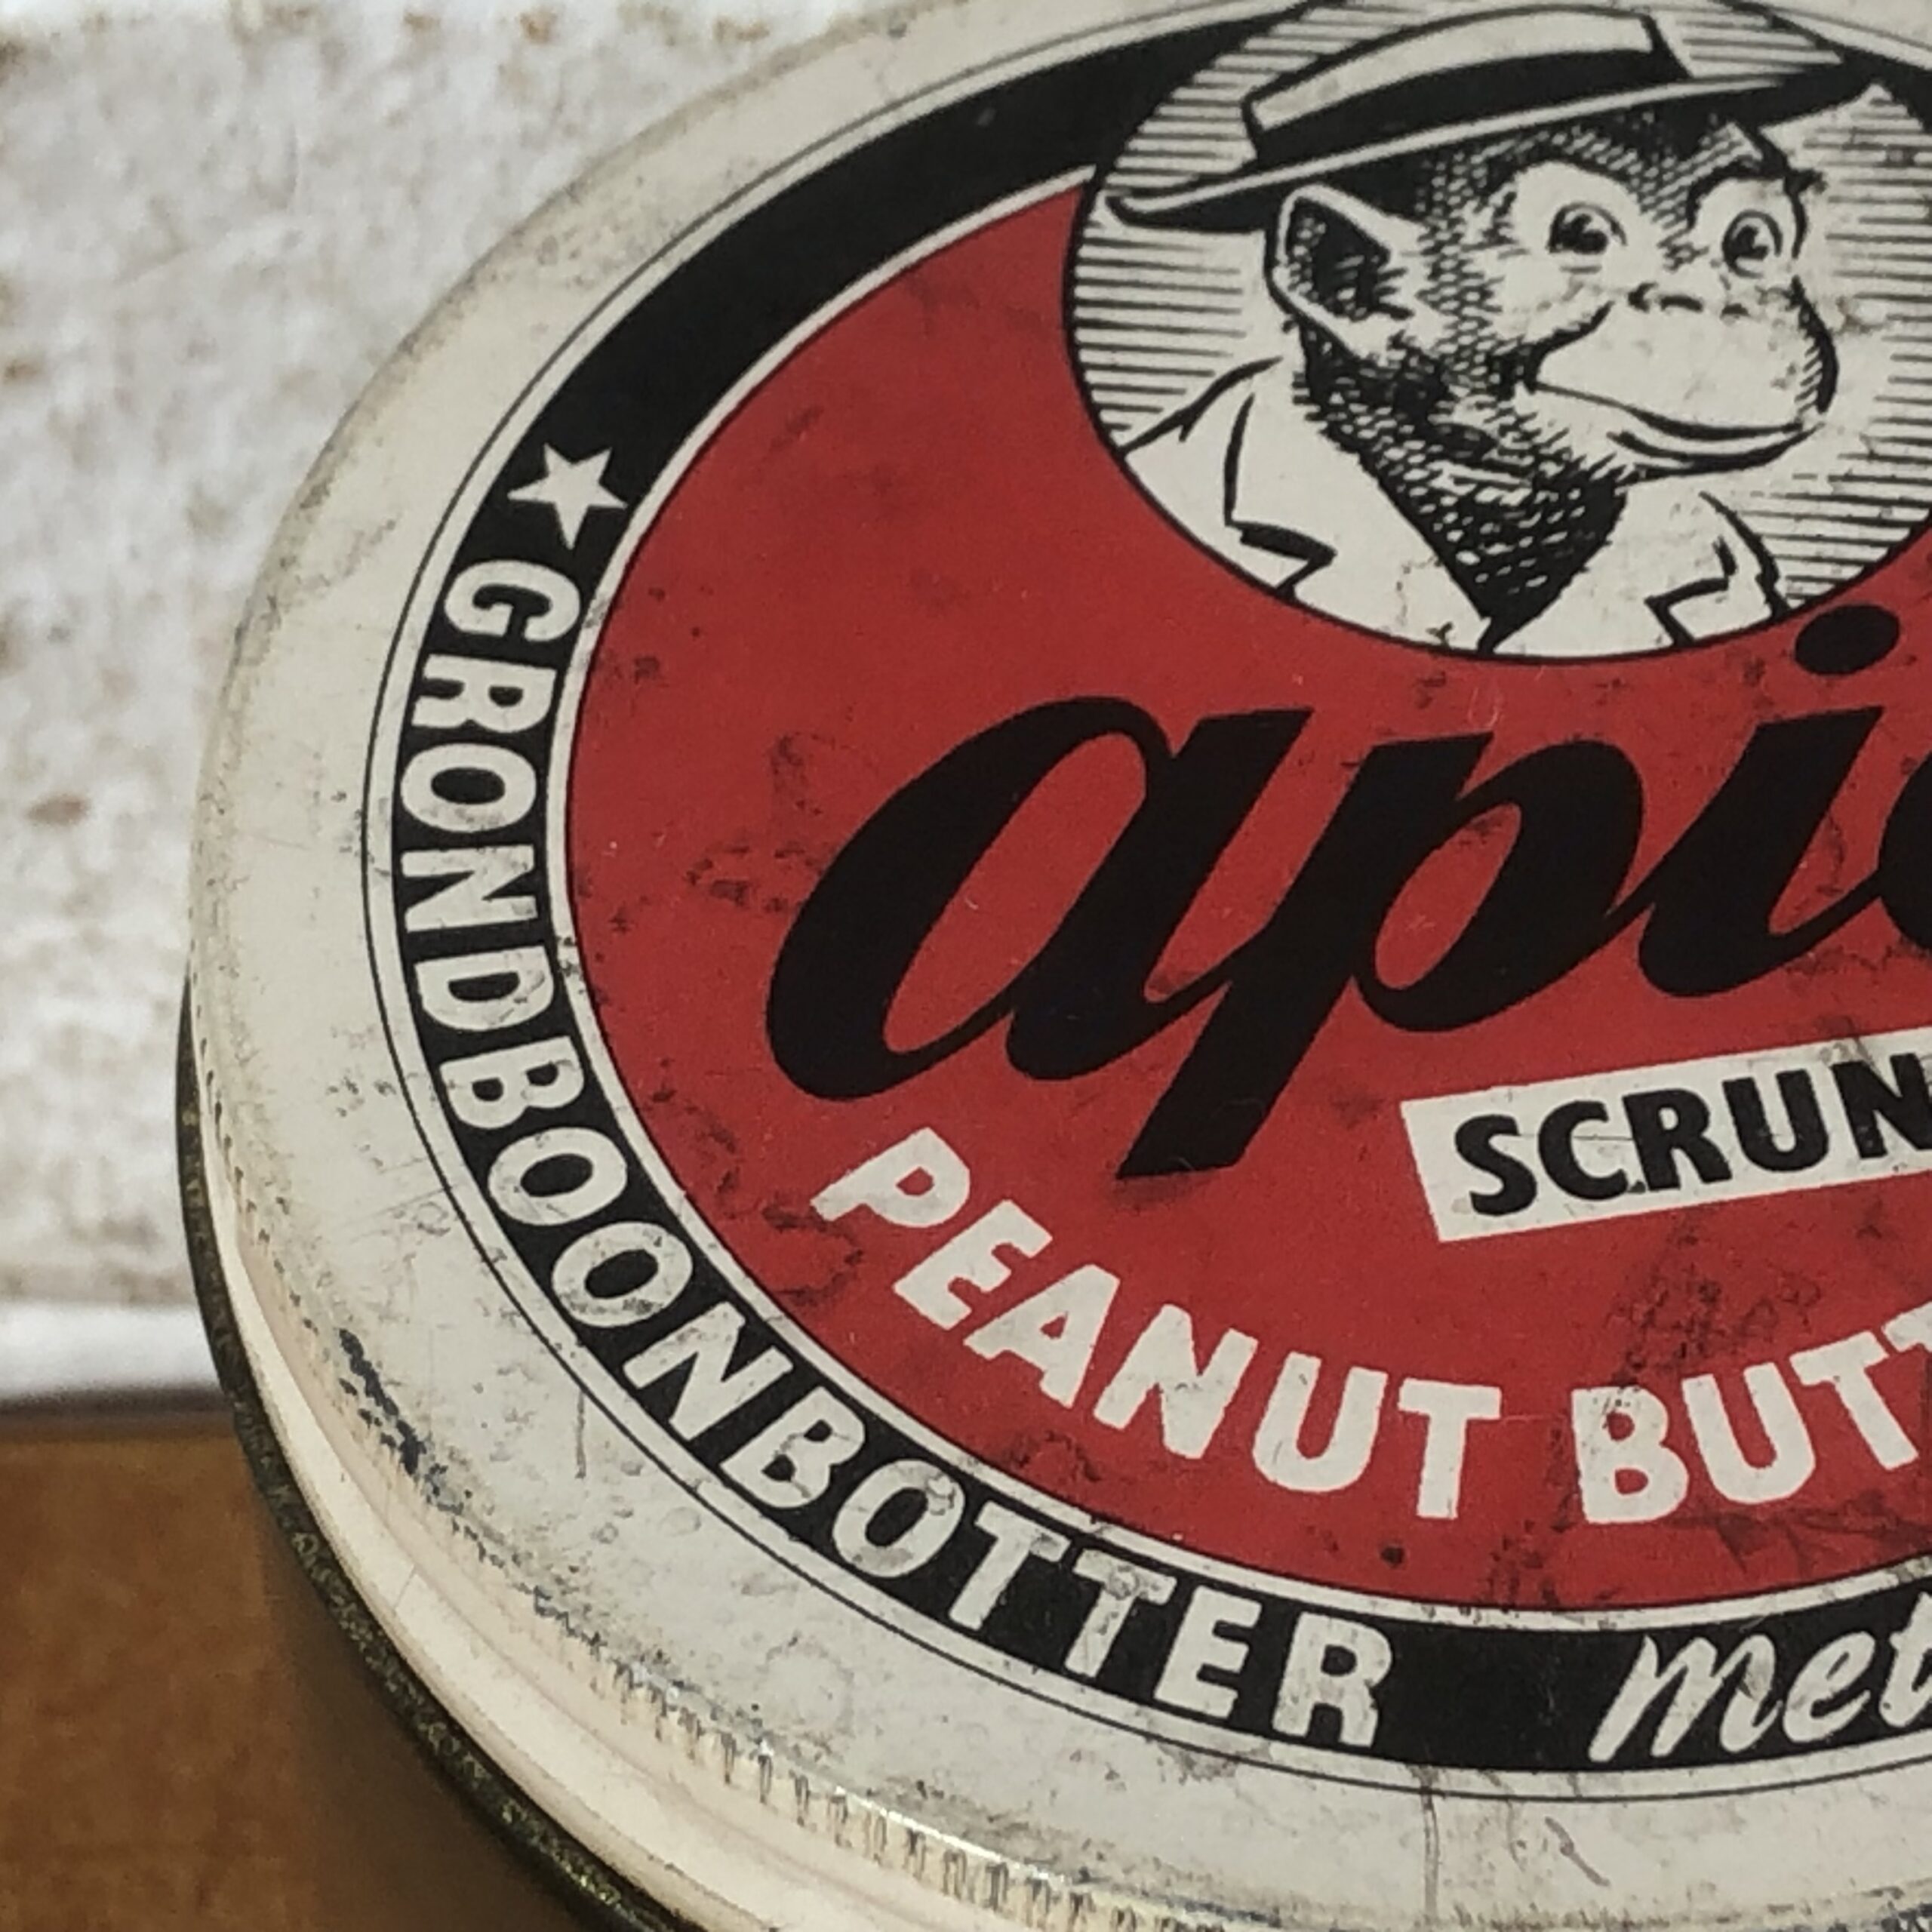 api
SCRUN
PEANUT BUTT
★ GRONDBOONBOTTER met